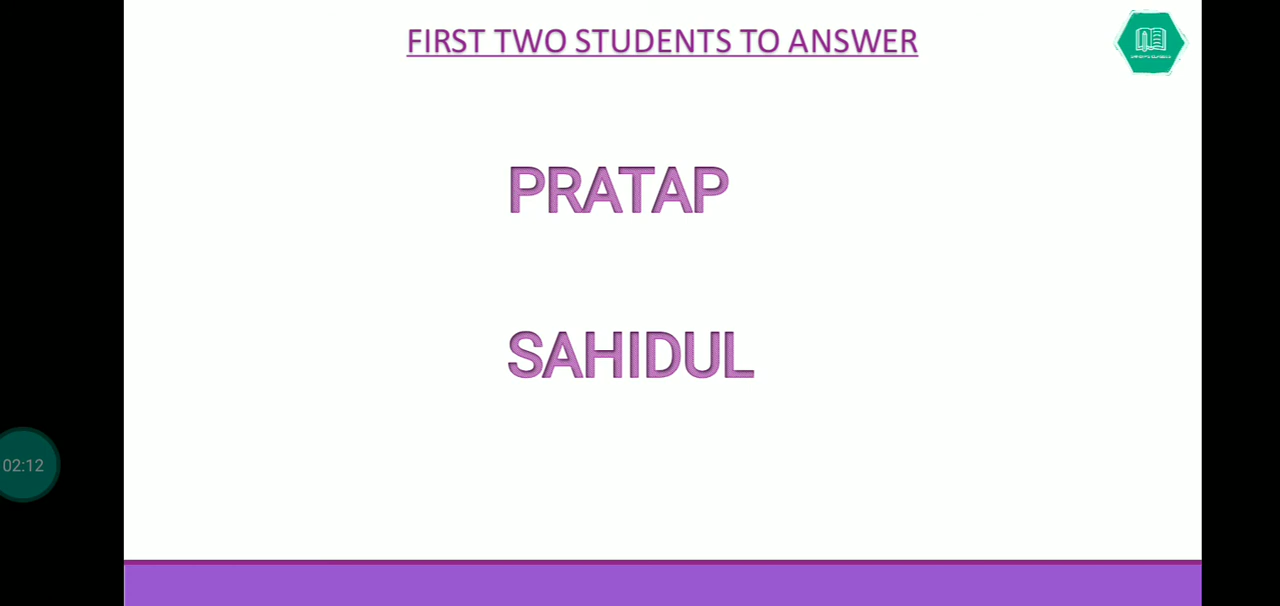 FIRST TWO STUDENTS TO ANSWER
PRATAP
SAHIDUL
02:12